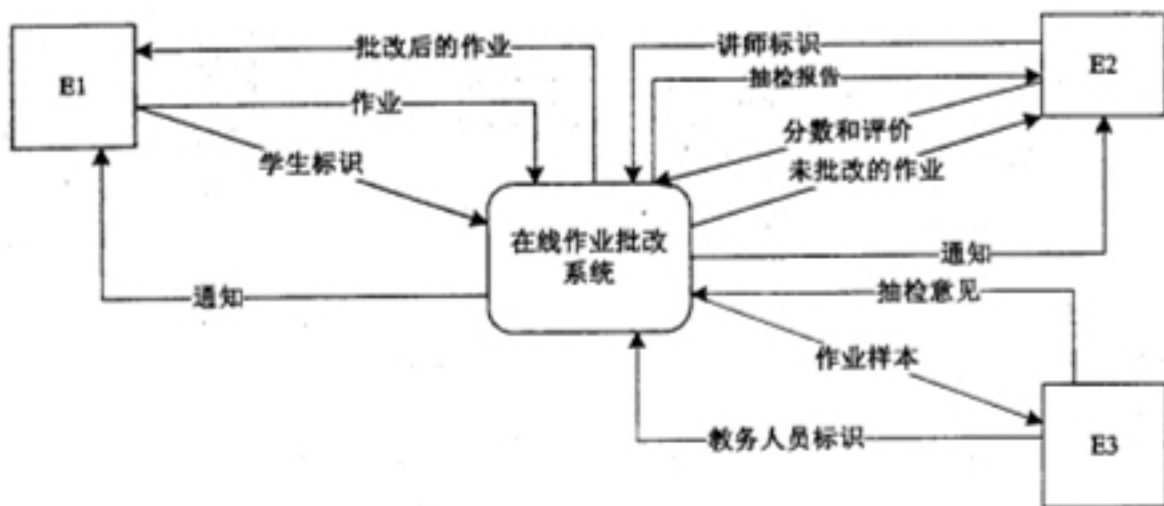 批改后的作业
讲师标识
E1
E2
抽检报告
作业
分数和评价
学生标识
未批改的作业
在线作业批改
系统
通知
抽检意见
通知
作业样本
教务人员标识
E3